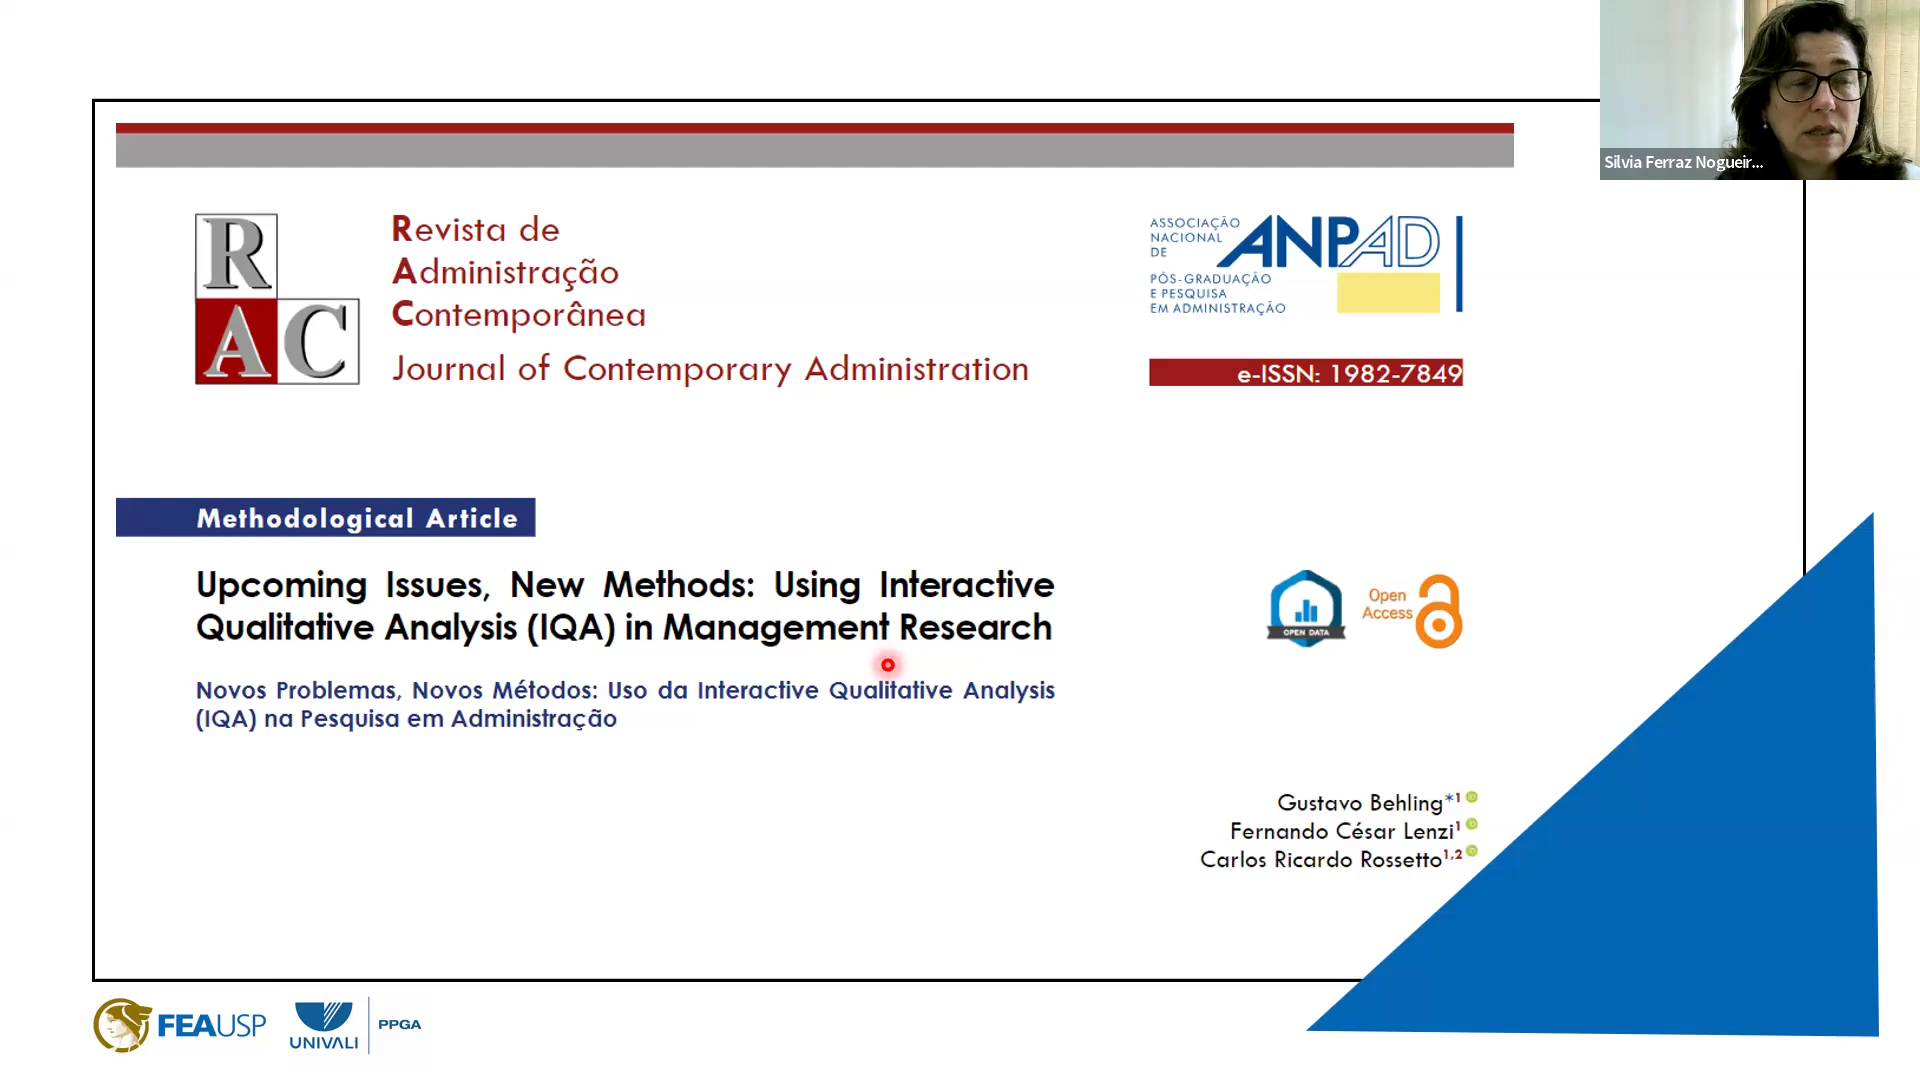 Silvia Ferraz Nogueir...
R
A C
Revista de
Administração
Contemporânea
Journal of Contemporary Administration
ASSOCIAÇÃO
NACIONAL
DE
ANPAD
PÓS-GRADUAÇÃO
E PESQUISA
EM ADMINISTRAÇÃO
e-ISSN: 1982-7849
Methodological Article
Upcoming Issues, New Methods: Using Interactive
Qualitative Analysis (IQA) in Management Research
OPEN DATA
Open
Access
Novos Problemas, Novos Métodos: Uso da Interactive Qualitative Analysis
(IQA) na Pesquisa em Administração
Gustavo Behling*1
Fernando César Lenzi1
Carlos Ricardo Rossetto1,2
FEAUSP
UNIVALI
PPGA